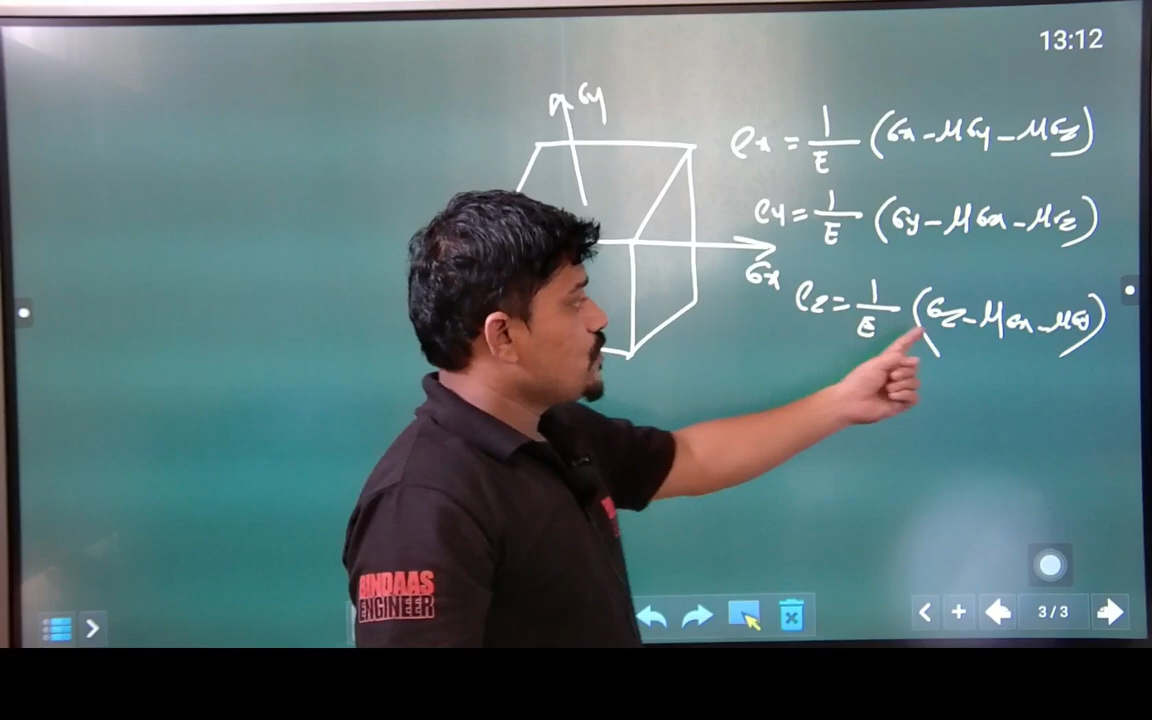 13:12
σy
ex = 1/E (σx - μσy - μσz)
ey = 1/E (σy - μσx - μσz)
σx
ez = 1/E (σz - μσx - μσy)
BINDAAS
ENGINEER
3/3